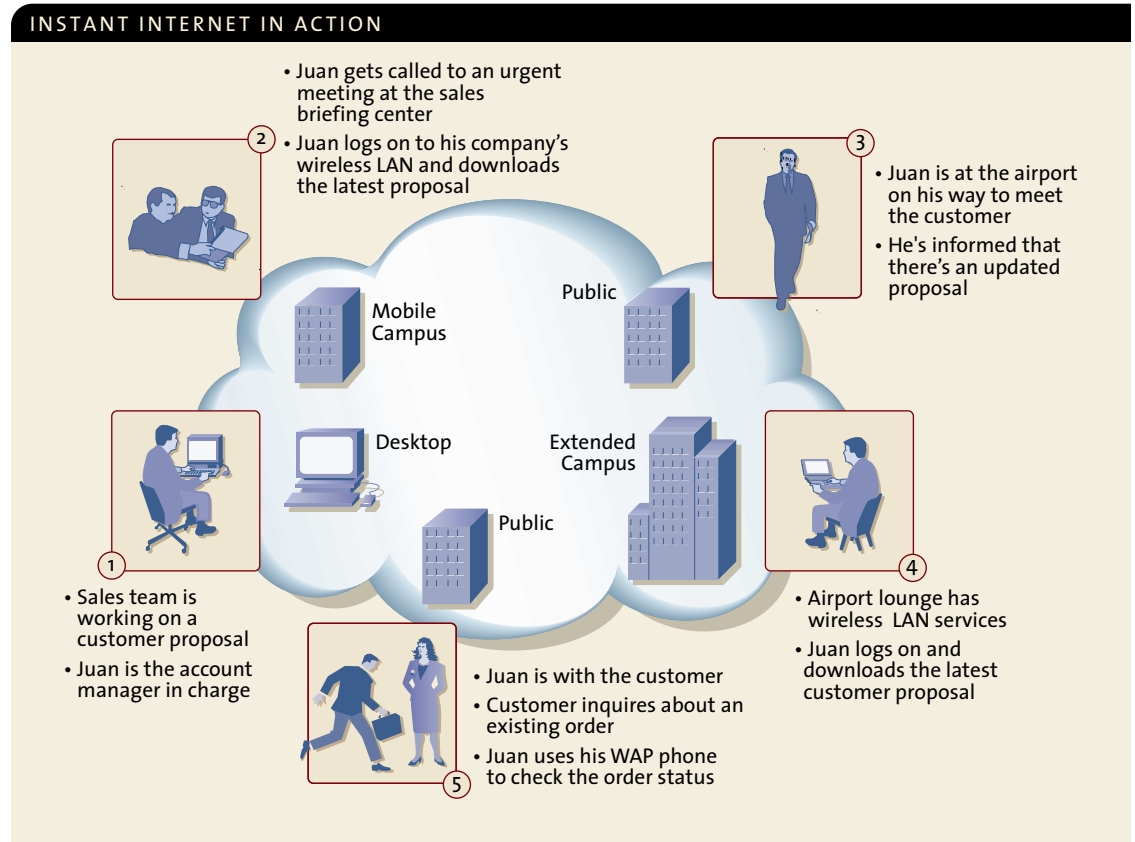 INSTANT INTERNET IN ACTION
• Juan gets called to an urgent
meeting at the sales
briefing center
• Juan logs on to his company's
wireless LAN and downloads
the latest proposal
2
3
• Juan is at the airport
on his way to meet
the customer
• He's informed that
there's an updated
proposal
Mobile
Campus
Public
Desktop
Extended
Campus
Public
1
• Sales team is
working on a
customer proposal
• Juan is the account
manager in charge
4
• Airport lounge has
wireless LAN services
• Juan logs on and
downloads the latest
customer proposal
5
• Juan is with the customer
• Customer inquires about an
existing order
• Juan uses his WAP phone
to check the order status